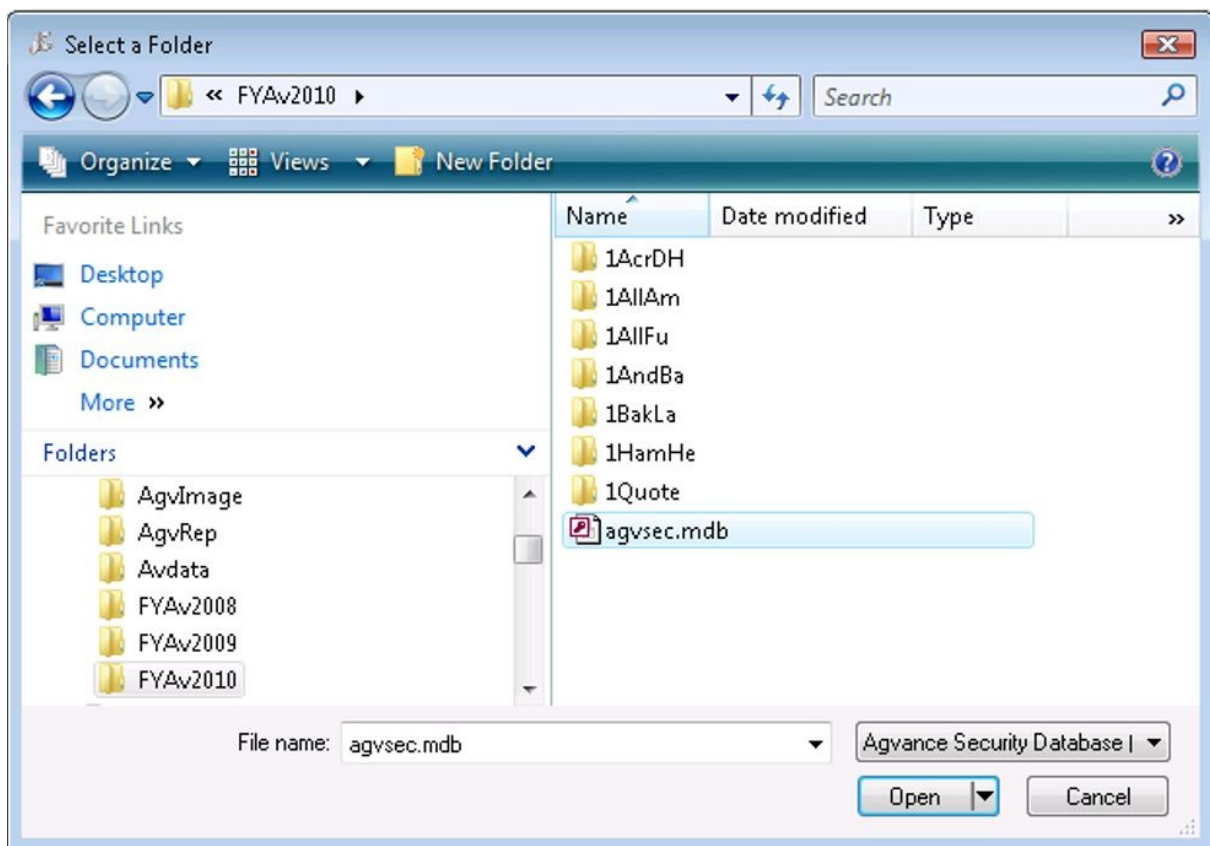 Select a Folder
« FYAv2010
Search
Organize Views New Folder
Favorite Links
Desktop
Computer
Documents
More »
Folders
AgvImage
AgvRep
Avdata
FYAv2008
FYAv2009
FYAv2010
Name Date modified Type »
1AcrDH
1AllAm
1AllFu
1AndBa
1BakLa
1HamHe
1Quote
agvsec.mdb
File name: agvsec.mdb Agvance Security Database (
Open Cancel